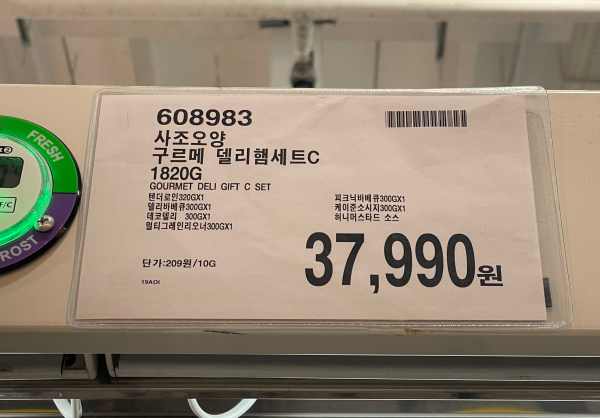 608983
사조오양
구르메 델리햄세트C
1820G
GOURMET DELI GIFT C SET
텐더로인320GX1
델리바베큐300GX1
데코델리 300GX1
멀티그레인리오너300GX1
피크닉바베큐300GX1
케이준소시지300GX1
허니머스타드 소스
단가:209원/10G
37,990원
19AOI
FRESH
F/C
ROST